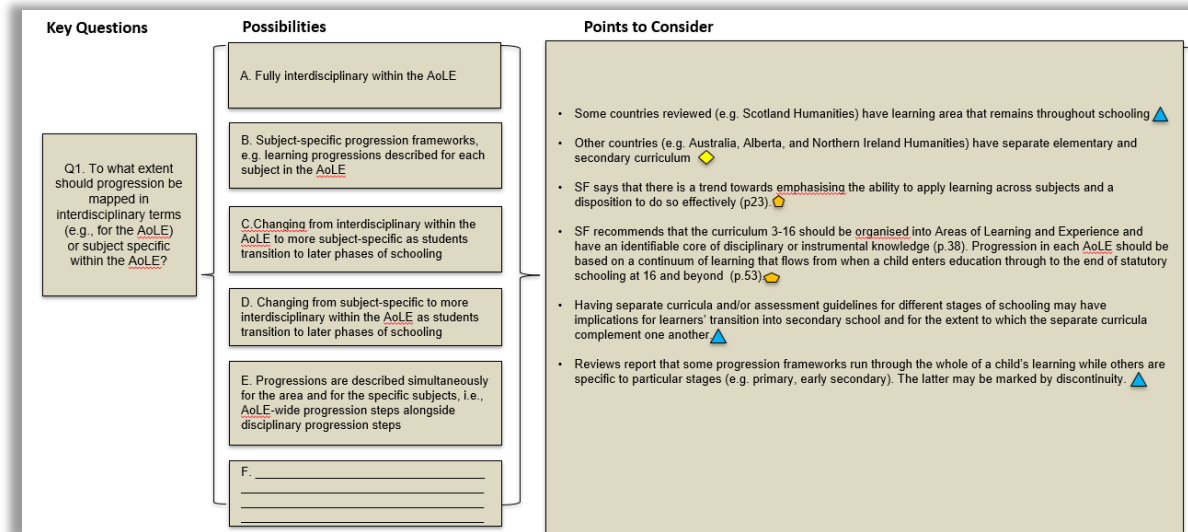 Key Questions
Possibilities
Points to Consider
Q1. To what extent
should progression be
mapped in
interdisciplinary terms
(e.g., for the AoLE)
or subject specific
within the AoLE?
A. Fully interdisciplinary within the AoLE
B. Subject-specific progression frameworks,
e.g. learning progressions described for each
subject in the AoLE
C.Changing from interdisciplinary within the
AoLE to more subject-specific as students
transition to later phases of schooling
D. Changing from subject-specific to more
interdisciplinary within the AoLE as students
transition to later phases of schooling
E. Progressions are described simultaneously
for the area and for the specific subjects, i.e.,
AoLE-wide progression steps alongside
disciplinary progression steps
F. ___________________________________
_____________________________________
_____________________________________
_____________________________________
• Some countries reviewed (e.g. Scotland Humanities) have learning area that remains throughout schooling
• Other countries (e.g. Australia, Alberta, and Northern Ireland Humanities) have separate elementary and
secondary curriculum
• SF says that there is a trend towards emphasising the ability to apply learning across subjects and a
disposition to do so effectively (p23).
• SF recommends that the curriculum 3-16 should be organised into Areas of Learning and Experience and
have an identifiable core of disciplinary or instrumental knowledge (p.38). Progression in each AoLE should be
based on a continuum of learning that flows from when a child enters education through to the end of statutory
schooling at 16 and beyond (p.53).
• Having separate curricula and/or assessment guidelines for different stages of schooling may have
implications for learners' transition into secondary school and for the extent to which the separate curricula
complement one another.
• Reviews report that some progression frameworks run through the whole of a child's learning while others are
specific to particular stages (e.g. primary, early secondary). The latter may be marked by discontinuity.